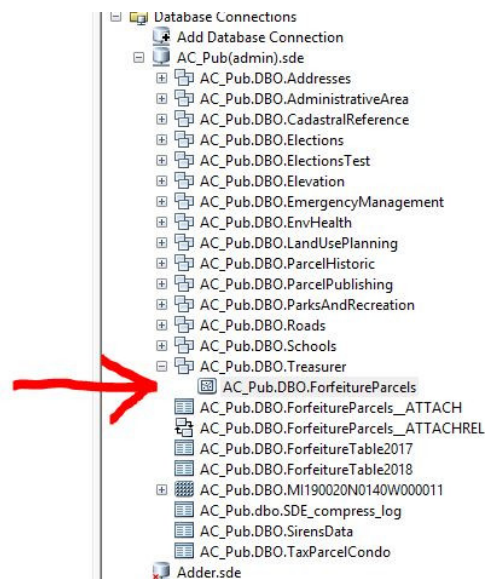 Database Connections
Add Database Connection
AC_Pub(admin).sde
AC_Pub.DBO.Addresses
AC_Pub.DBO.AdministrativeArea
AC_Pub.DBO.CadastralReference
AC_Pub.DBO.Elections
AC_Pub.DBO.ElectionsTest
AC_Pub.DBO.Elevation
AC_Pub.DBO.EmergencyManagement
AC_Pub.DBO.EnvHealth
AC_Pub.DBO.LandUsePlanning
AC_Pub.DBO.ParcelHistoric
AC_Pub.DBO.ParcelPublishing
AC_Pub.DBO.ParksAndRecreation
AC_Pub.DBO.Roads
AC_Pub.DBO.Schools
AC_Pub.DBO.Treasurer
AC_Pub.DBO.ForfeitureParcels
AC_Pub.DBO.ForfeitureParcels__ATTACH
AC_Pub.DBO.ForfeitureParcels__ATTACHREL
AC_Pub.DBO.ForfeitureTable2017
AC_Pub.DBO.ForfeitureTable2018
AC_Pub.DBO.MI190020N0140W000011
AC_Pub.dbo.SDE_compress_log
AC_Pub.DBO.SirensData
AC_Pub.DBO.TaxParcelCondo
Adder.sde